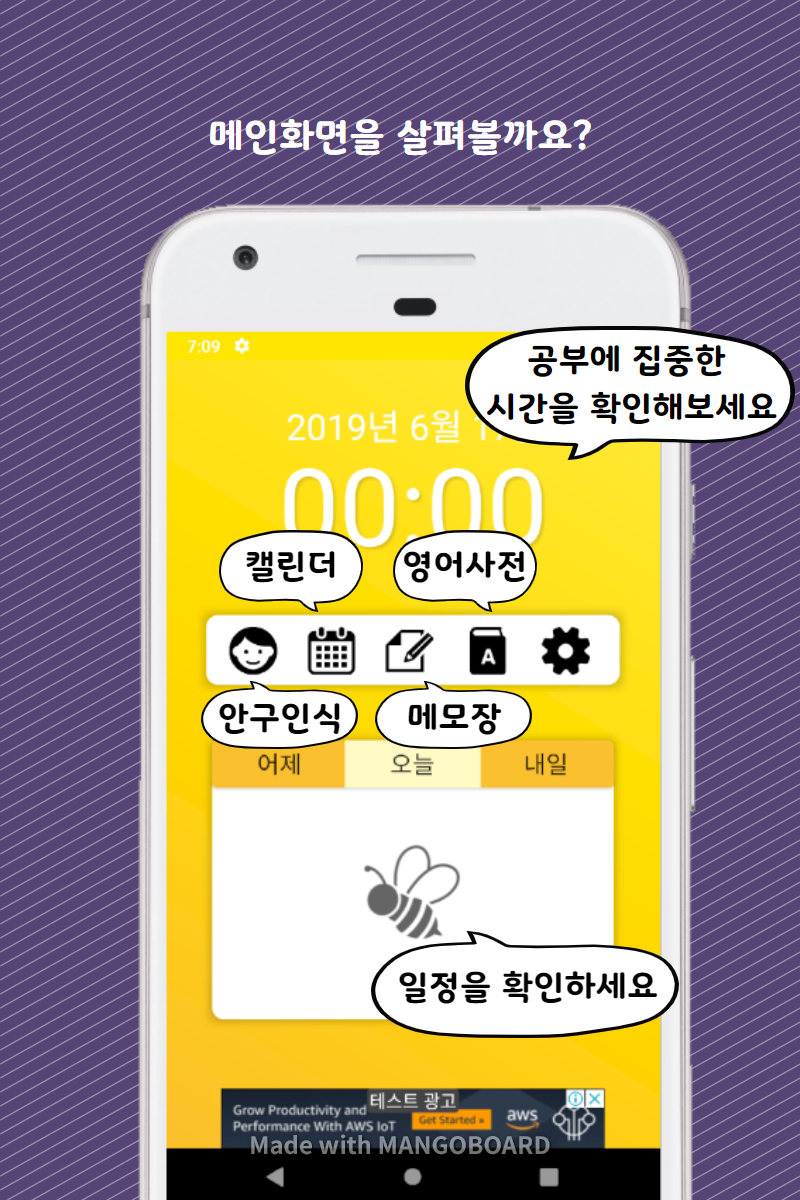 메인화면을 살펴볼까요?
7:09
공부에 집중한
시간을 확인해보세요
2019년 6월
00:00
캘린더
영어사전
A
안구인식
메모장
어제
오늘
내일
일정을 확인하세요
테스트 광고
Grow Productivity and
Performance With AWS IoT
Get Started »
aws
Made with MANGOBOARD